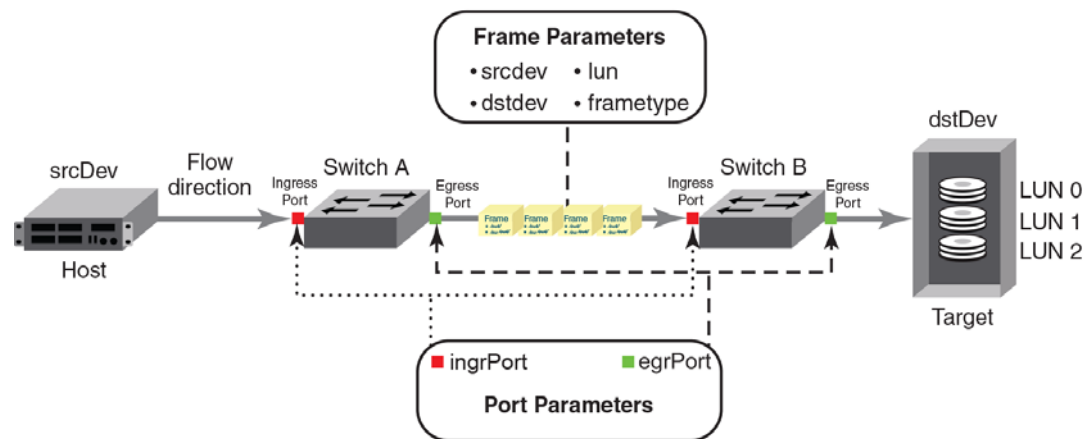 Frame Parameters
• srcdev • lun
• dstdev • frametype
dstDev
srcDev
Flow
direction
Switch A
Switch B
Ingress
Port
Egress
Port
Ingress
Port
Egress
Port
Frame
Frame
Frame
Frame
LUN 0
LUN 1
LUN 2
Host
Target
ingrPort
egrPort
Port Parameters